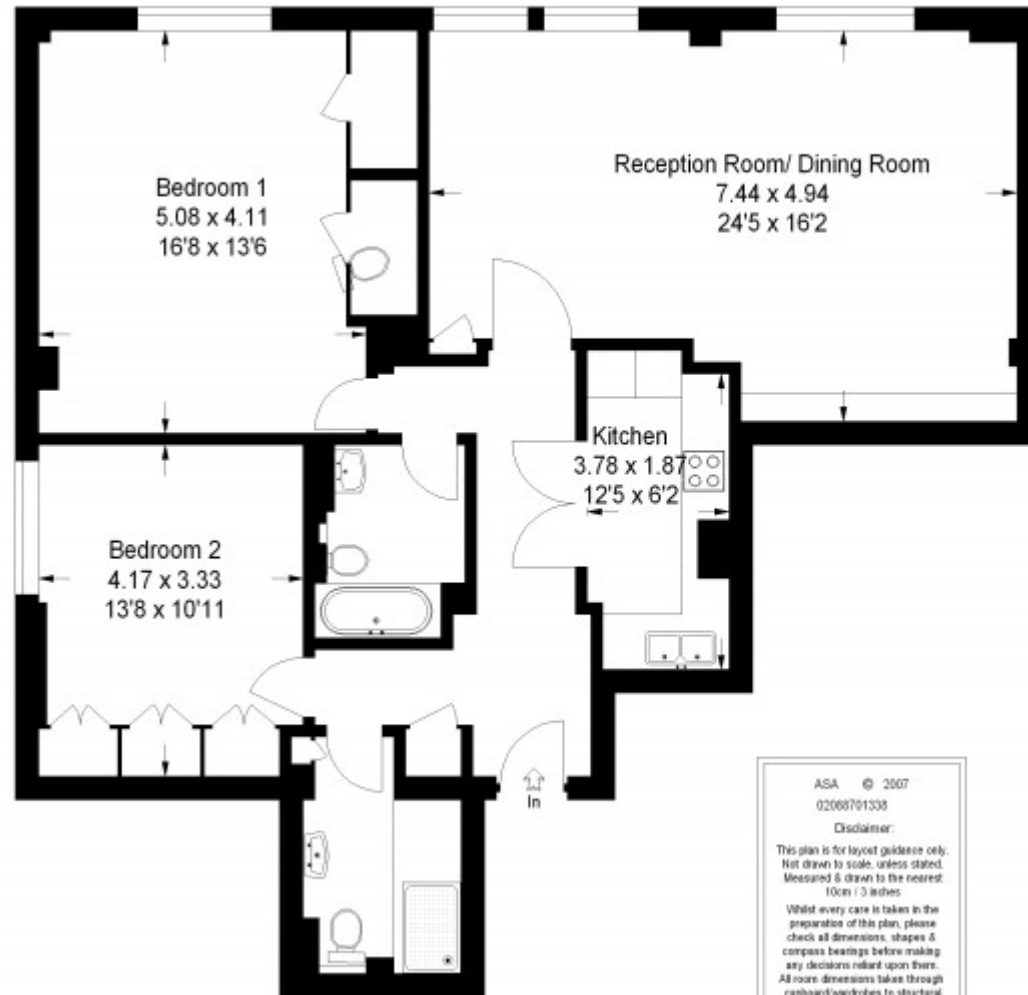 Bedroom 1
5.08 x 4.11
16'8 x 13'6
Reception Room/ Dining Room
7.44 x 4.94
24'5 x 16'2
Kitchen
3.78 x 1.87
12'5 x 6'2
Bedroom 2
4.17 x 3.33
13'8 x 10'11
In
ASA © 2007
02088701338
Disclaimer:
This plan is for layout guidance only.
Not drawn to scale, unless stated.
Measured & drawn to the nearest
10cm / 3 inches
Whilst every care is taken in the
preparation of this plan, please
check all dimensions, shapes &
compass bearings before making
any decisions reliant upon them.
All room dimensions taken through
cupboard/wardrobes to structural